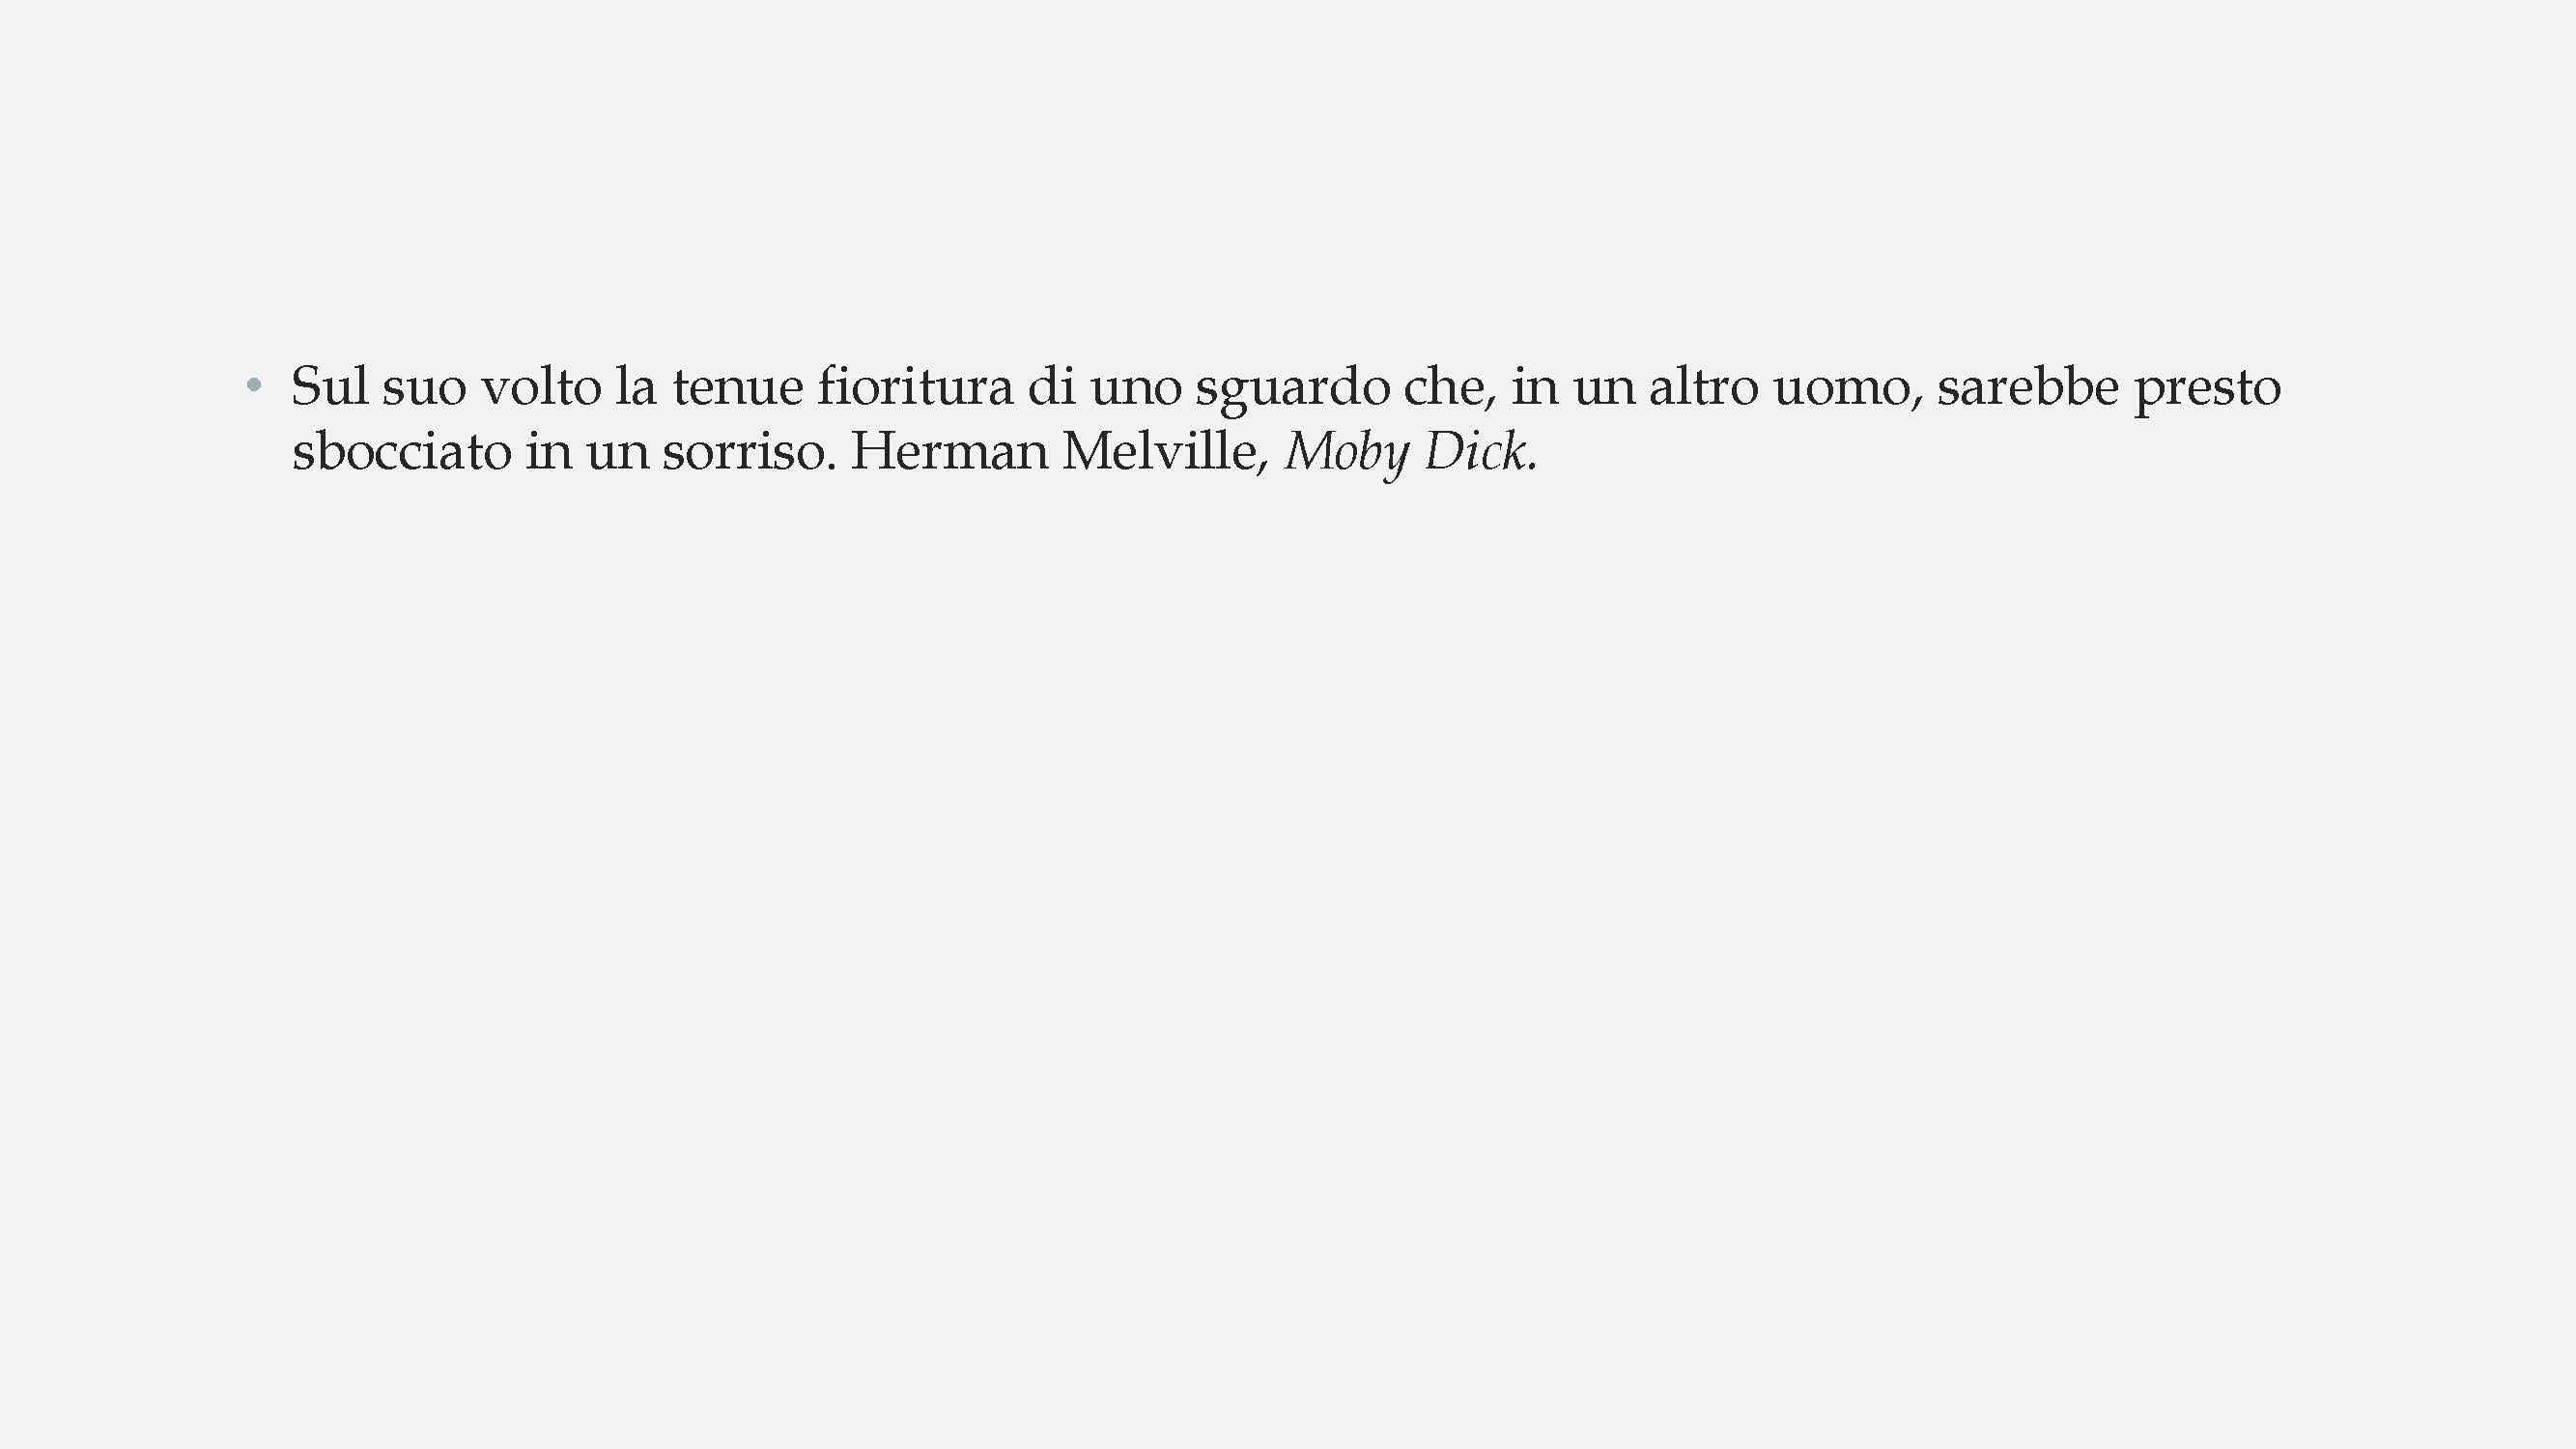 • Sul suo volto la tenue fioritura di uno sguardo che, in un altro uomo, sarebbe presto
sbocciato in un sorriso. Herman Melville, Moby Dick.